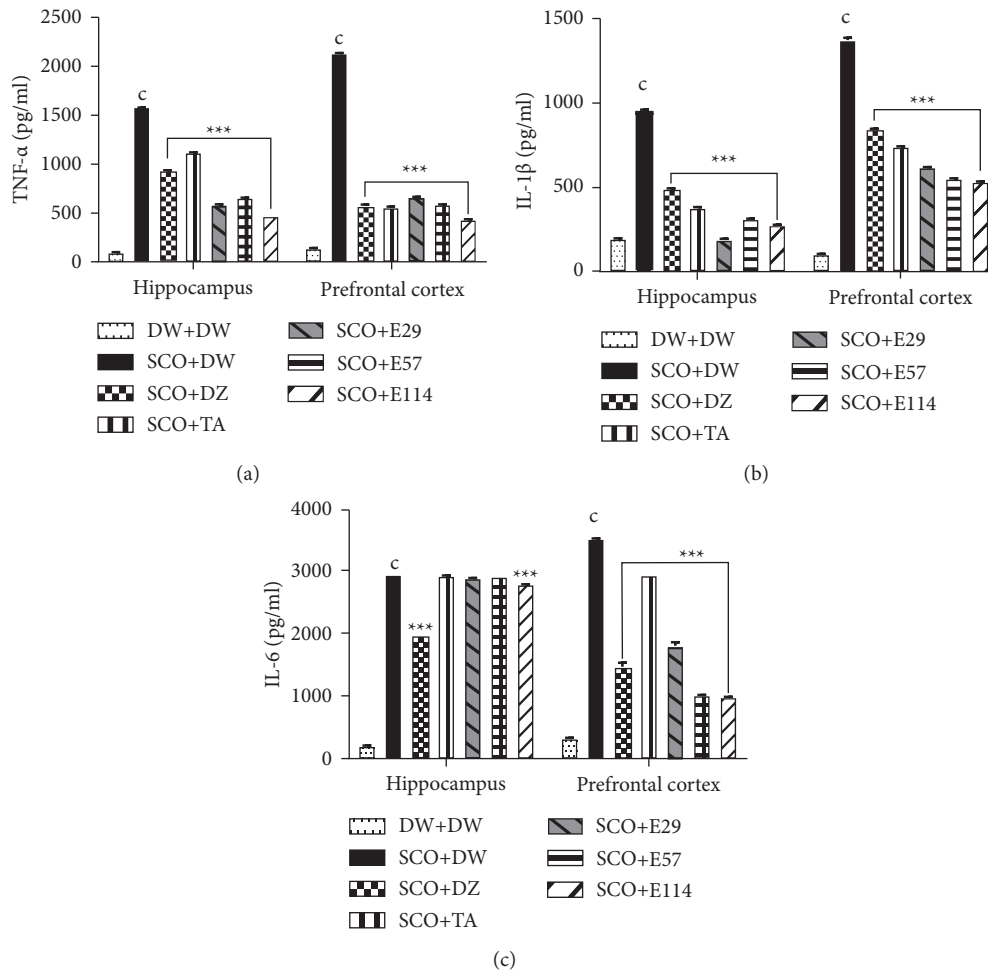 2500
2000
1500
1000
500
0
TNF-α (pg/ml)
c
***
c
***
Hippocampus
Prefrontal cortex
DW+DW
SCO+DW
SCO+DZ
SCO+TA
SCO+E29
SCO+E57
SCO+E114
(a)
1500
1000
500
0
IL-1β (pg/ml)
c
***
c
***
Hippocampus
Prefrontal cortex
DW+DW
SCO+DW
SCO+DZ
SCO+TA
SCO+E29
SCO+E57
SCO+E114
(b)
4000
3000
2000
1000
0
IL-6 (pg/ml)
c
***
***
c
***
Hippocampus
Prefrontal cortex
DW+DW
SCO+DW
SCO+DZ
SCO+TA
SCO+E29
SCO+E57
SCO+E114
(c)